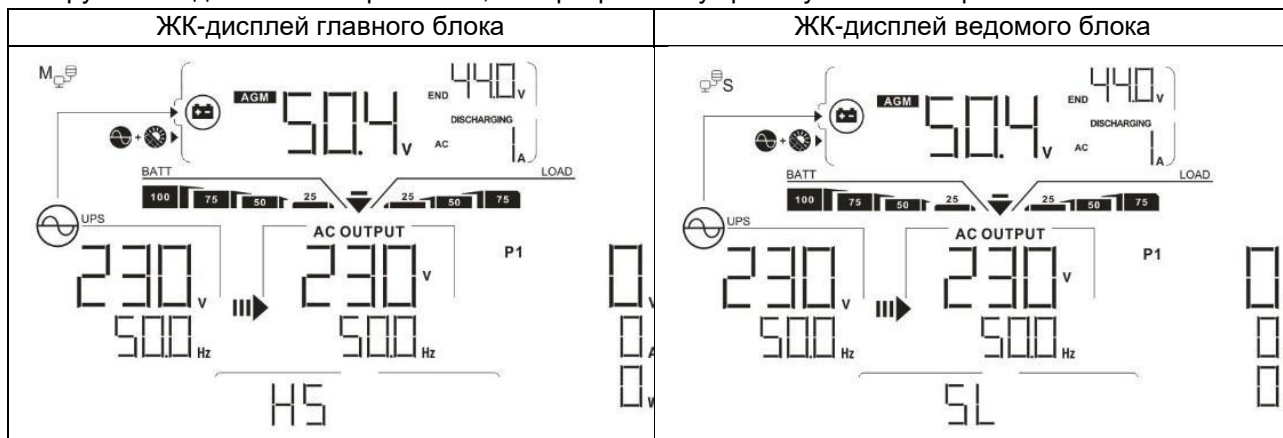 ЖК-дисплей главного блока
ЖК-дисплей ведомого блока
M
AGM 50.4 V
END 44.0 V
DISCHARGING
AC 1 A
BATT
LOAD
100 75 50 25 25 50 75
UPS
AC OUTPUT
P1
230 V
230 V
0 V
50.0 Hz
50.0 Hz
0 A
0 W
HS
S
AGM 50.4 V
END 44.0 V
DISCHARGING
AC 1 A
BATT
LOAD
100 75 50 25 25 50 75
UPS
AC OUTPUT
P1
230 V
230 V
0
50.0 Hz
50.0 Hz
0
0
SL